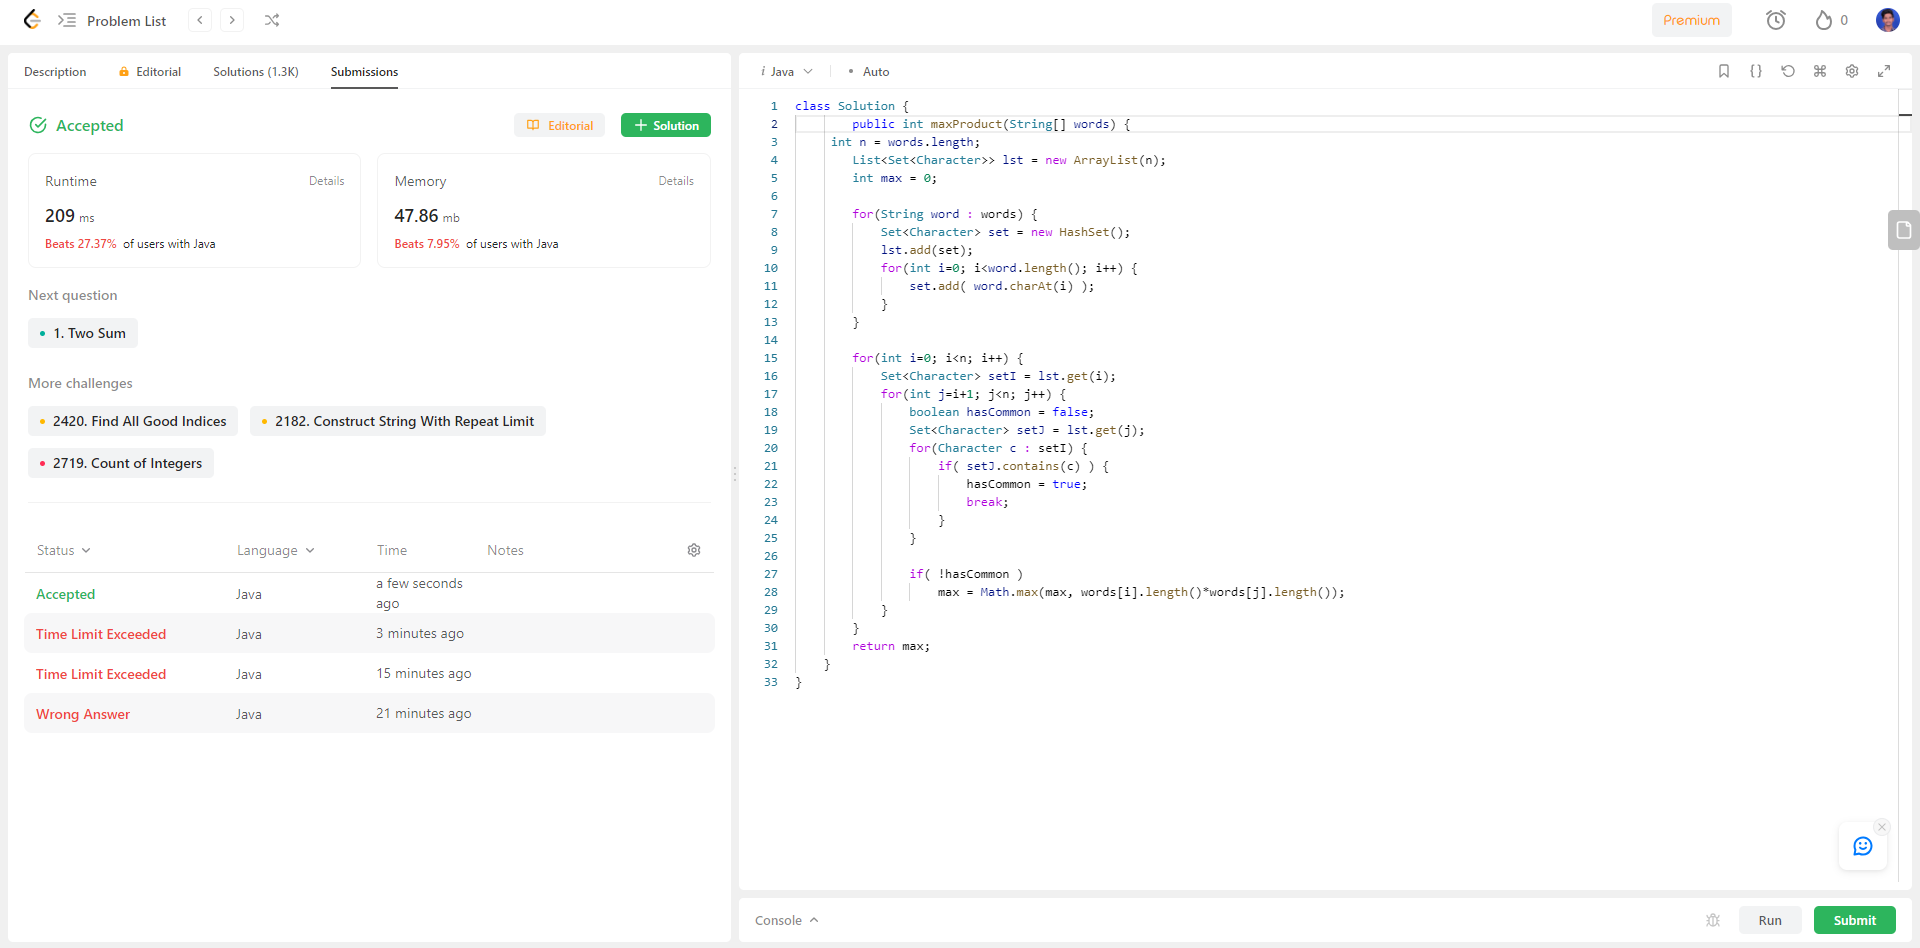 Problem List
Premium
0
Description
Editorial
Solutions (1.3K)
Submissions
Accepted
Editorial
Solution
Runtime
Details
209 ms
Beats 27.37% of users with Java
Memory
Details
47.86 mb
Beats 7.95% of users with Java
Next question
1. Two Sum
More challenges
2420. Find All Good Indices
2182. Construct String With Repeat Limit
2719. Count of Integers
Status Language Time Notes
Accepted Java a few seconds ago
Time Limit Exceeded Java 3 minutes ago
Time Limit Exceeded Java 15 minutes ago
Wrong Answer Java 21 minutes ago
i Java
• Auto
1 class Solution {
2 public int maxProduct(String[] words) {
3 int n = words.length;
4 List<Set<Character>> lst = new ArrayList(n);
5 int max = 0;
6
7 for(String word : words) {
8 Set<Character> set = new HashSet();
9 lst.add(set);
10 for(int i=0; i<word.length(); i++) {
11 set.add( word.charAt(i) );
12 }
13 }
14
15 for(int i=0; i<n; i++) {
16 Set<Character> setI = lst.get(i);
17 for(int j=i+1; j<n; j++) {
18 boolean hasCommon = false;
19 Set<Character> setJ = lst.get(j);
20 for(Character c : setI) {
21 if( setJ.contains(c) ) {
22 hasCommon = true;
23 break;
24 }
25 }
26
27 if( !hasCommon )
28 max = Math.max(max, words[i].length()*words[j].length());
29 }
30 }
31 return max;
32 }
33 }
Console
Run
Submit